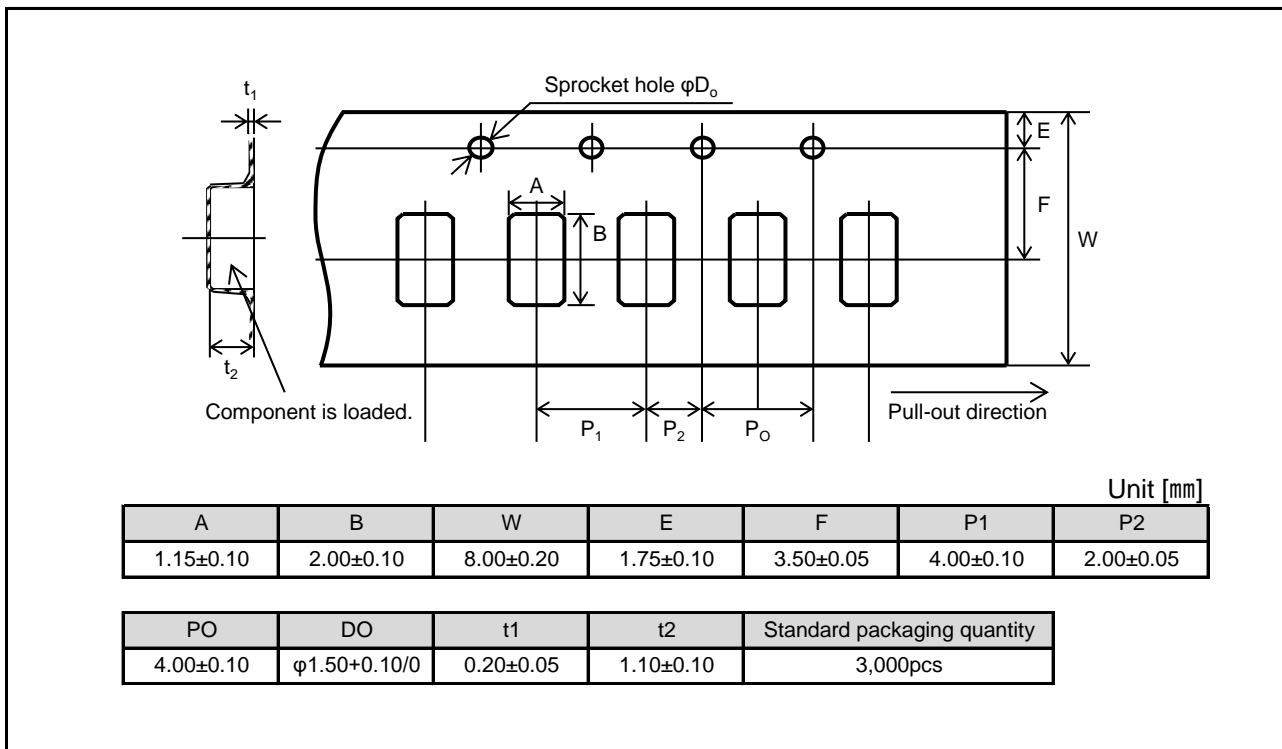 t1
Sprocket hole φDo
E
A
F
B
W
t2
Component is loaded.
P1
P2
PO
Pull-out direction
Unit [㎜]
A B W E F P1 P2
1.15±0.10 2.00±0.10 8.00±0.20 1.75±0.10 3.50±0.05 4.00±0.10 2.00±0.05
PO DO t1 t2 Standard packaging quantity
4.00±0.10 φ1.50+0.10/0 0.20±0.05 1.10±0.10 3,000pcs